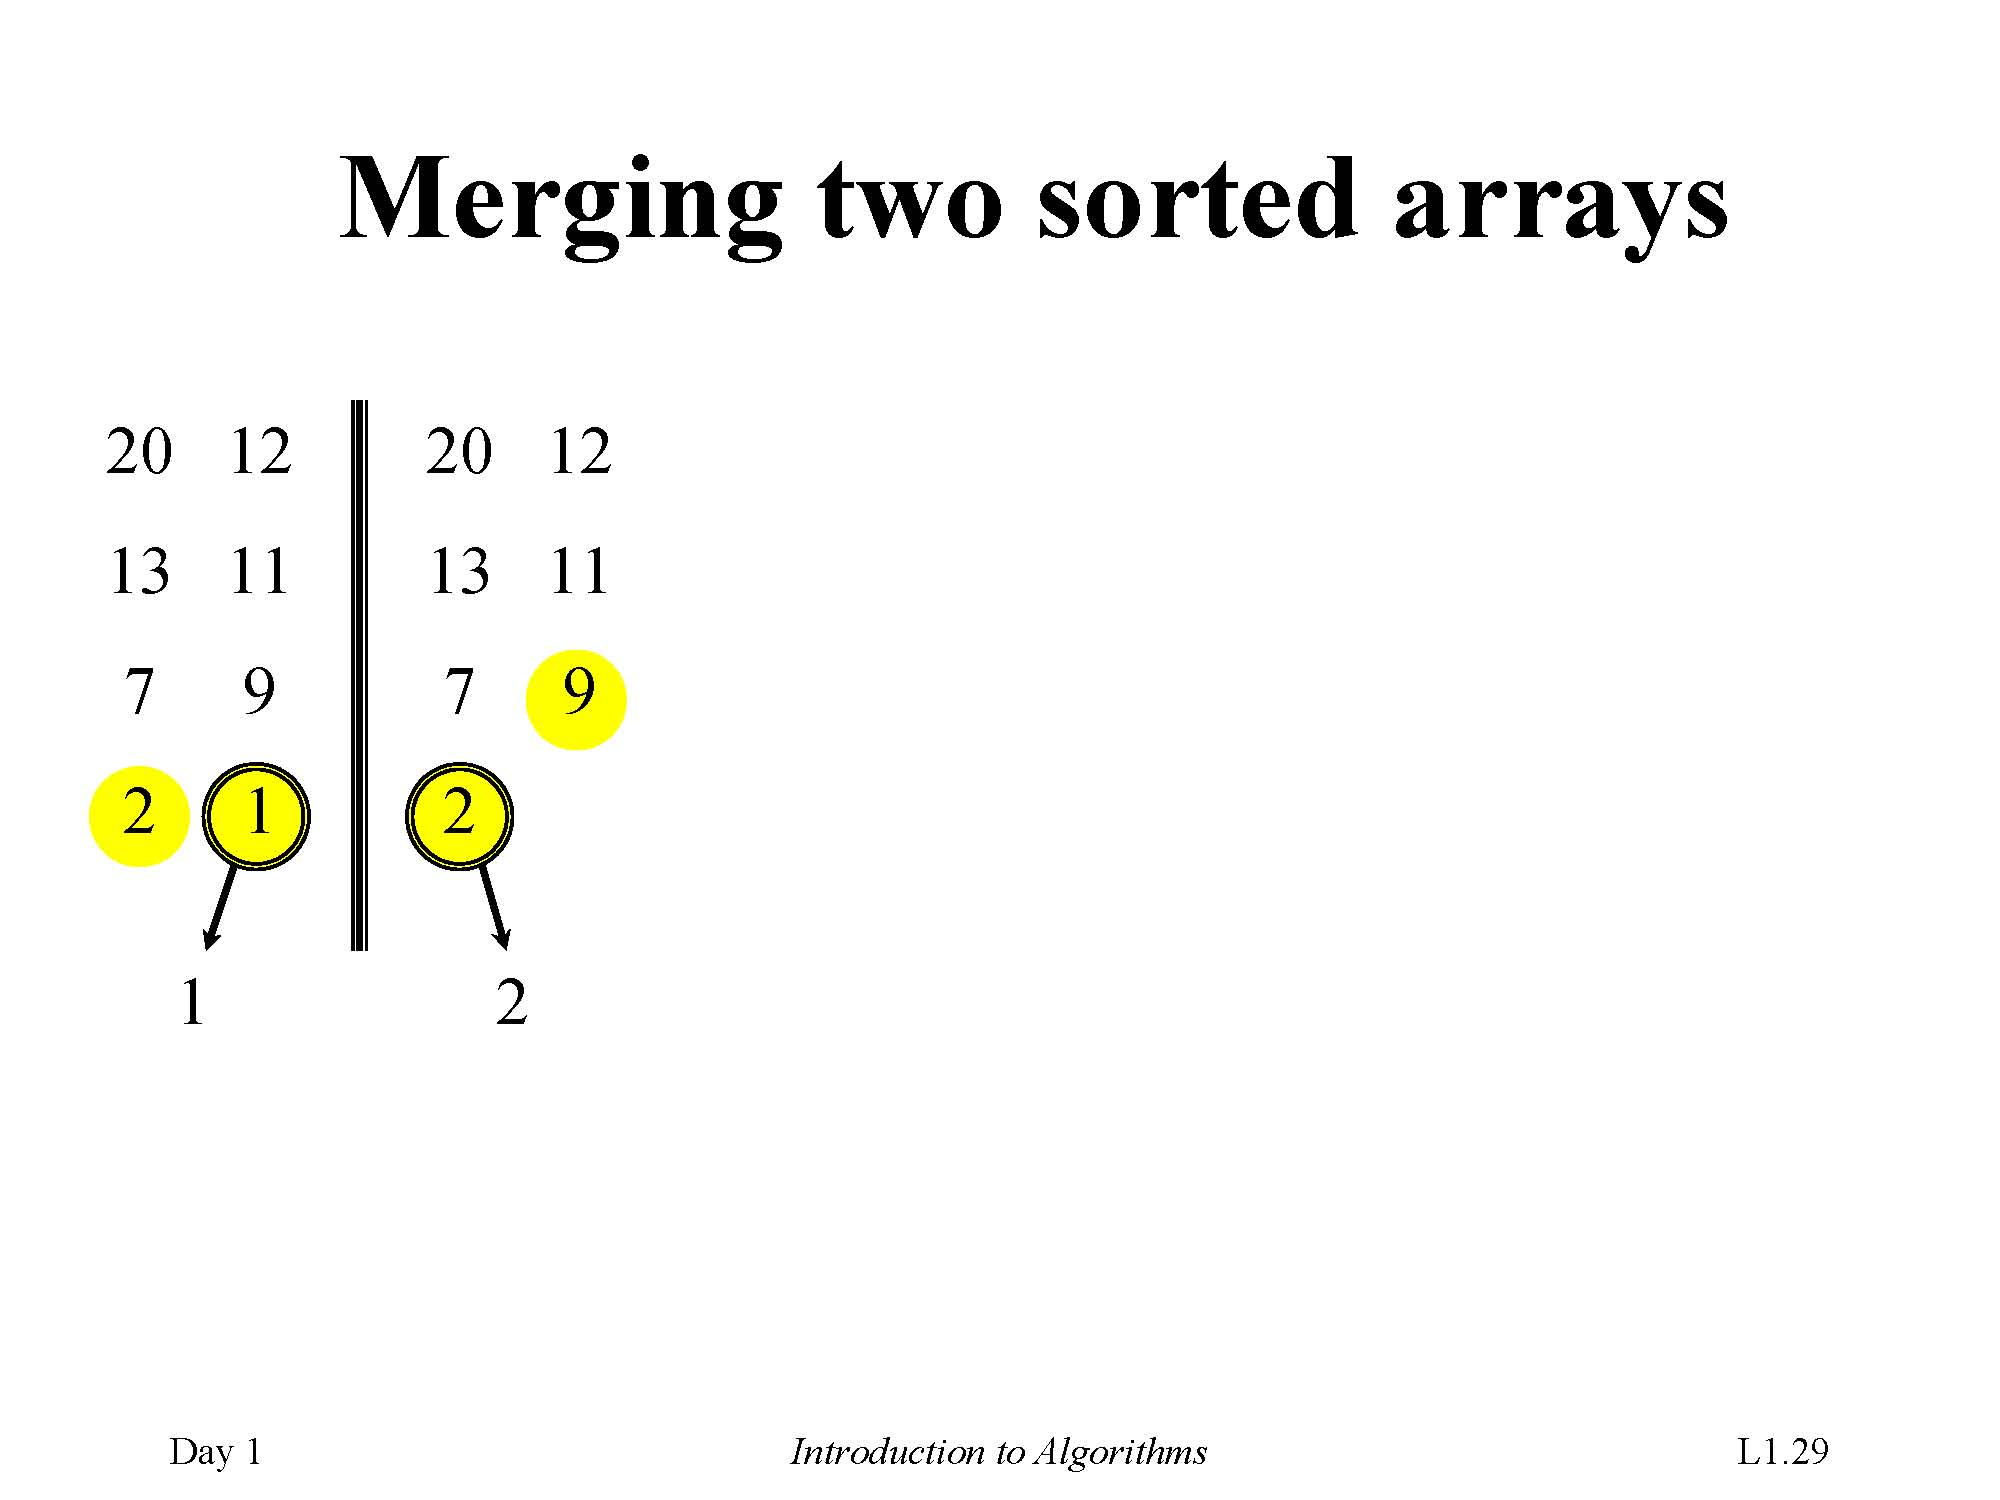 Merging two sorted arrays
20 12 20 12
13 11 13 11
7 9 7 9
2 1 2
1 2
Day 1 Introduction to Algorithms L1.29